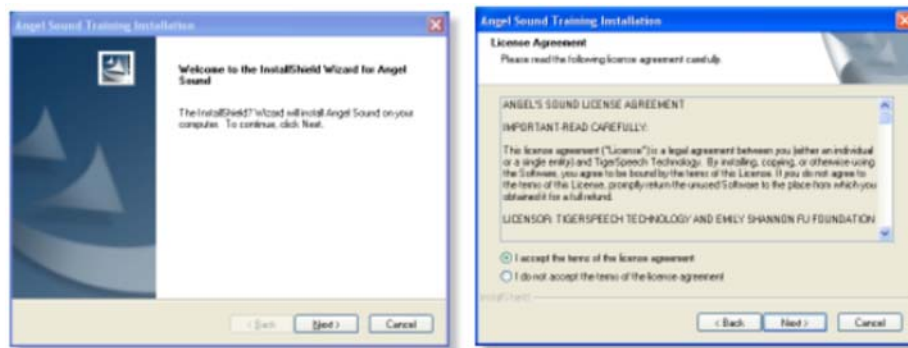 Angel Sound Training Installation
Welcome to the InstallShield Wizard for Angel
Sound
The InstallShield? Wizard will install Angel Sound on your
computer. To continue, click Next.
< Back
Next >
Cancel
Angel Sound Training Installation
License Agreement
Please read the following license agreement carefully.
ANGEL'S SOUND LICENSE AGREEMENT
IMPORTANT-READ CAREFULLY:
This license agreement ("License") is a legal agreement between you (either an individual
or a single entity) and TigerSpeech Technology. By installing, copying, or otherwise using
the Software, you agree to be bound by the terms of this License. If you do not agree to
the terms of this License, promptly return the unused Software to the place from which you
obtained it for a full refund.
LICENSOR: TIGERSPEECH TECHNOLOGY AND EMILY SHANNON FU FOUNDATION
I accept the terms of the license agreement
I do not accept the terms of the license agreement
InstallShield
< Back
Next >
Cancel